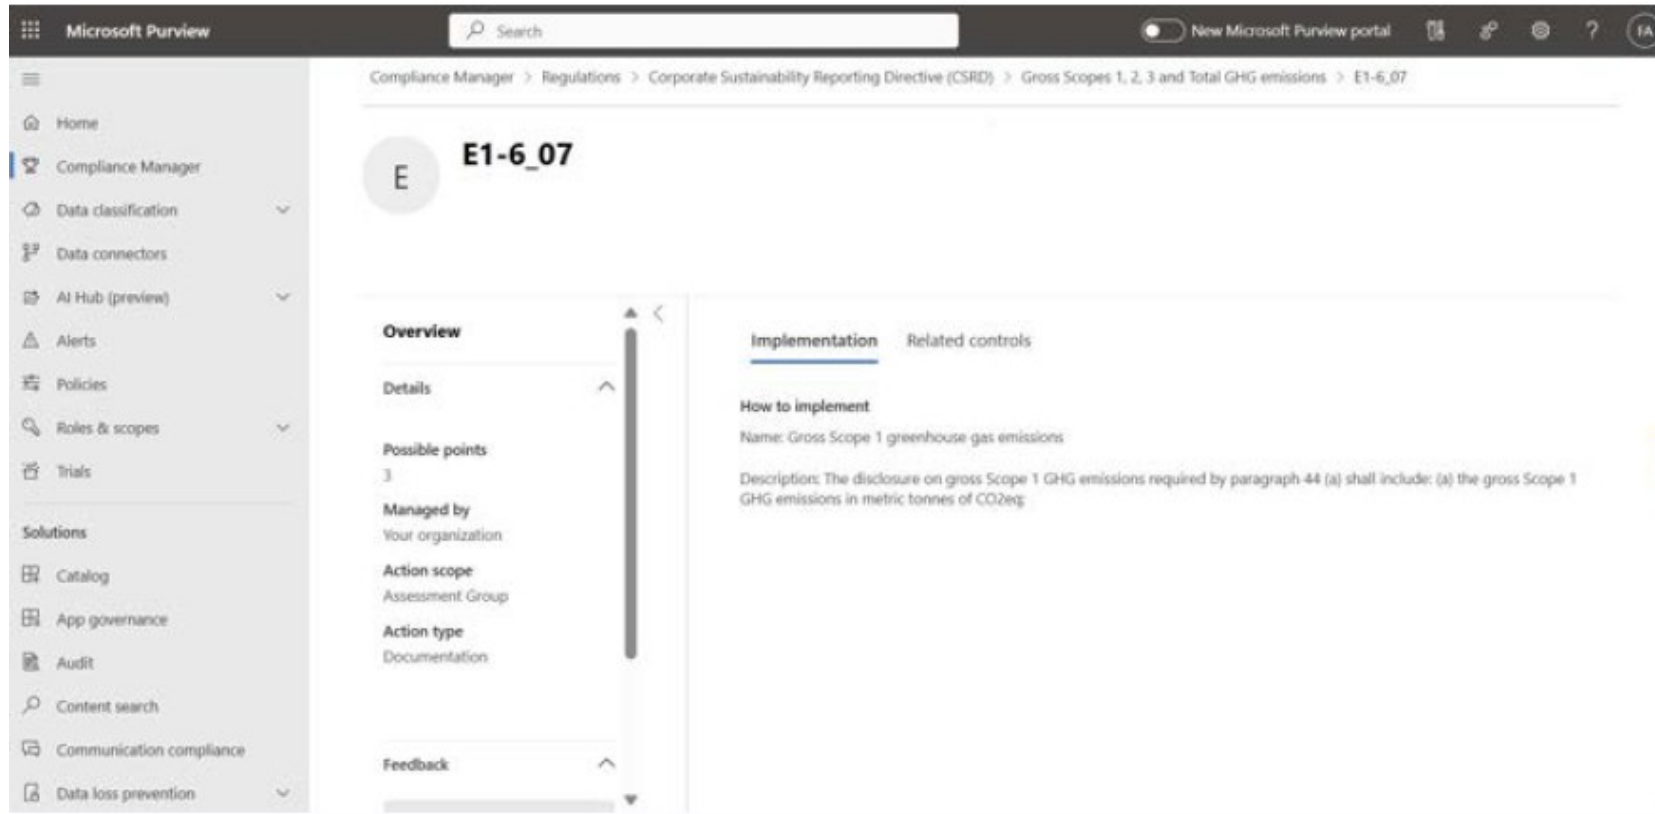 Microsoft Purview
Search
New Microsoft Purview portal
?
FA
Compliance Manager > Regulations > Corporate Sustainability Reporting Directive (CSRD) > Gross Scopes 1, 2, 3 and Total GHG emissions > E1-6_07
Home
Compliance Manager
Data classification
Data connectors
AI Hub (preview)
Alerts
Policies
Roles & scopes
Trials
Solutions
Catalog
App governance
Audit
Content search
Communication compliance
Data loss prevention
E
E1-6_07
Overview
Details
Possible points
3
Managed by
Your organization
Action scope
Assessment Group
Action type
Documentation
Feedback
Implementation
Related controls
How to implement
Name: Gross Scope 1 greenhouse gas emissions
Description: The disclosure on gross Scope 1 GHG emissions required by paragraph 44 (a) shall include: (a) the gross Scope 1
GHG emissions in metric tonnes of CO2eq;